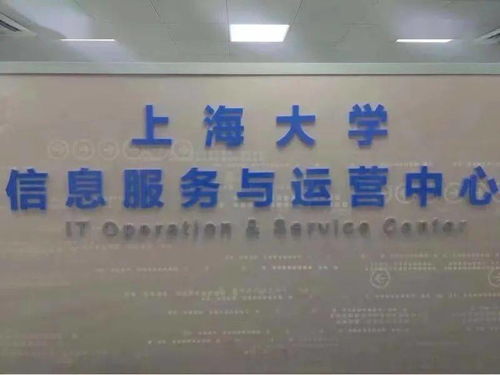 上海大学
信息服务与运营中心
IT Operation & Service Center